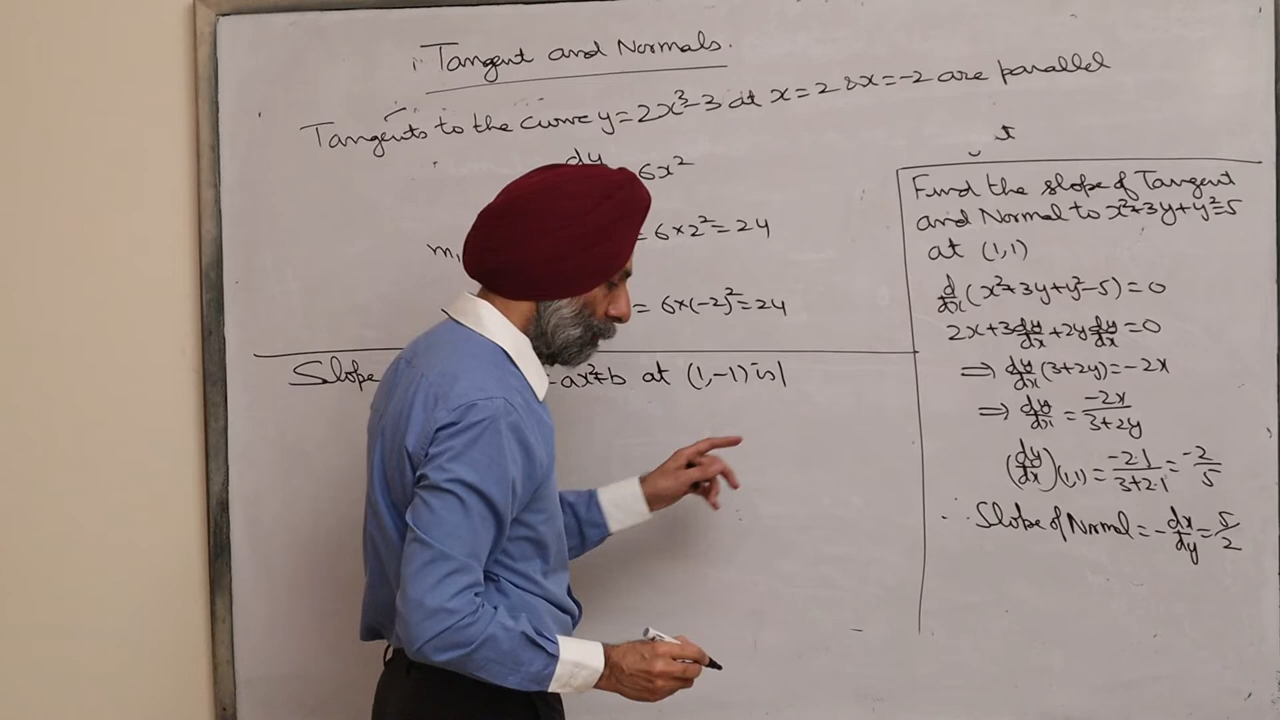 Tangent and Normals.
Tangents to the curve y=2x³-3 at x=2 & x=-2 are parallel
dy 6x²
m₁ = 6×2²=24
= 6×(-2)²=24
Slope =ax²+b at (1,-1) is 1
Find the slope of Tangent
and Normal to x²+3y+y²=5
at (1,1)
d/dx (x²+3y+y²-5)=0
2x+3dy/dx+2y dy/dx=0
⇒ dy/dx (3+2y)=-2x
⇒ dy/dx = -2x/3+2y
(dy/dx)(1,1) = -2.1/3+2.1 = -2/5
∴ Slope of Normal = -dx/dy = 5/2